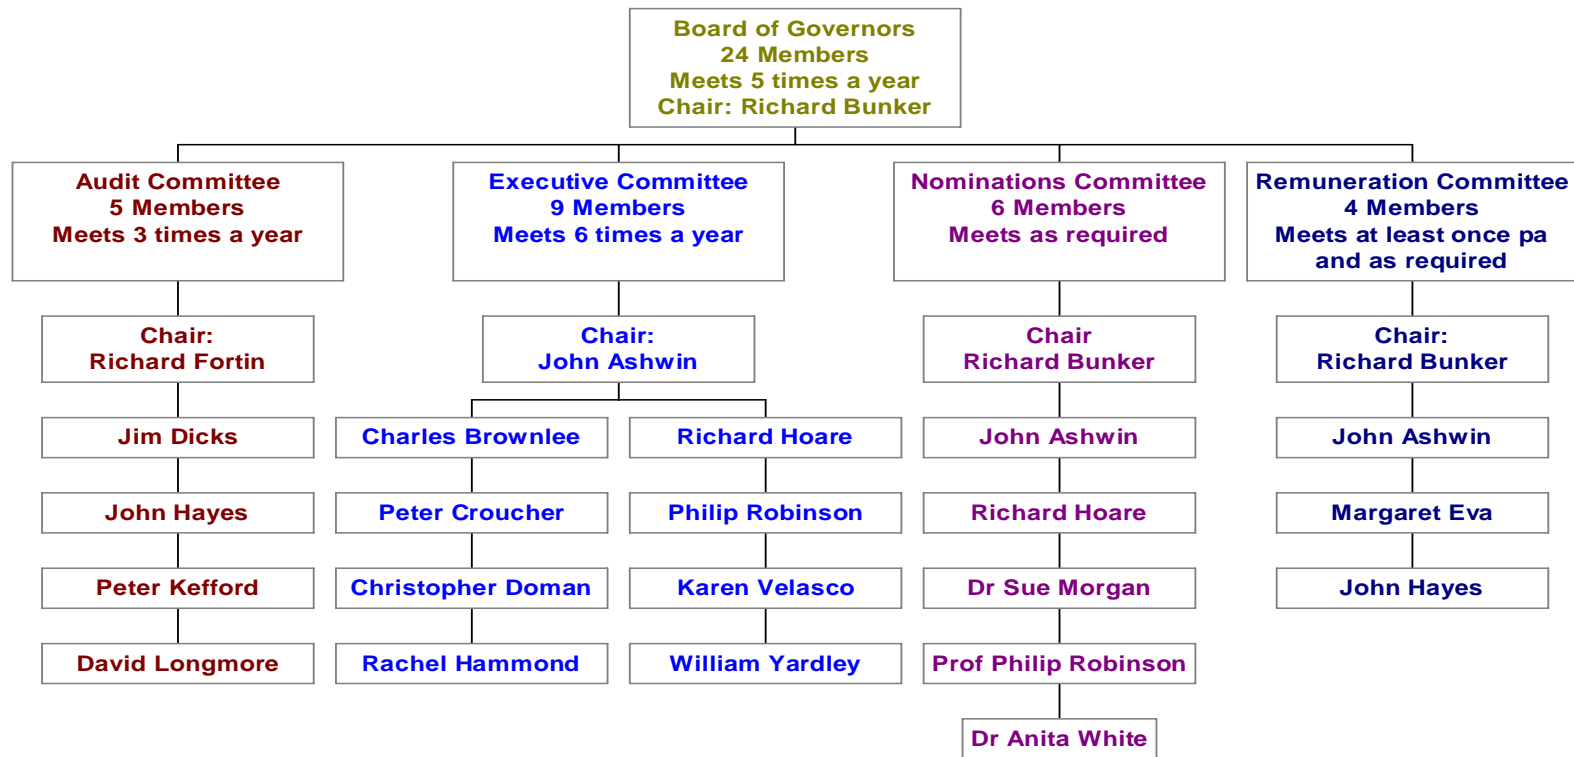 Board of Governors
24 Members
Meets 5 times a year
Chair: Richard Bunker
Audit Committee
5 Members
Meets 3 times a year
Executive Committee
9 Members
Meets 6 times a year
Nominations Committee
6 Members
Meets as required
Remuneration Committee
4 Members
Meets at least once pa
and as required
Chair:
Richard Fortin
Chair:
John Ashwin
Chair
Richard Bunker
Chair:
Richard Bunker
Jim Dicks
Charles Brownlee
Richard Hoare
John Ashwin
John Ashwin
John Hayes
Peter Croucher
Philip Robinson
Richard Hoare
Margaret Eva
Peter Kefford
Christopher Doman
Karen Velasco
Dr Sue Morgan
John Hayes
David Longmore
Rachel Hammond
William Yardley
Prof Philip Robinson
Dr Anita White